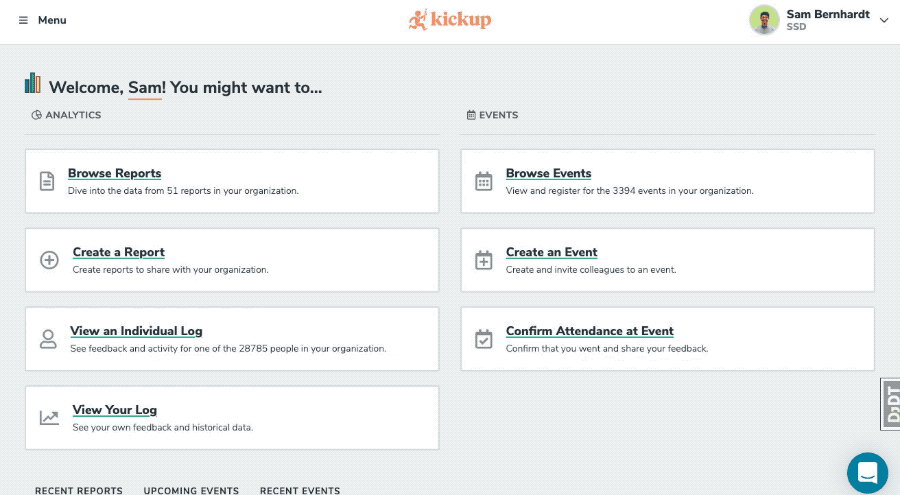 Menu
kickup
Sam Bernhardt
SSD
Welcome, Sam! You might want to...
ANALYTICS
Browse Reports
Dive into the data from 51 reports in your organization.
Create a Report
Create reports to share with your organization.
View an Individual Log
See feedback and activity for one of the 28785 people in your organization.
View Your Log
See your own feedback and historical data.
EVENTS
Browse Events
View and register for the 3394 events in your organization.
Create an Event
Create and invite colleagues to an event.
Confirm Attendance at Event
Confirm that you went and share your feedback.
DJDT
RECENT REPORTS UPCOMING EVENTS RECENT EVENTS